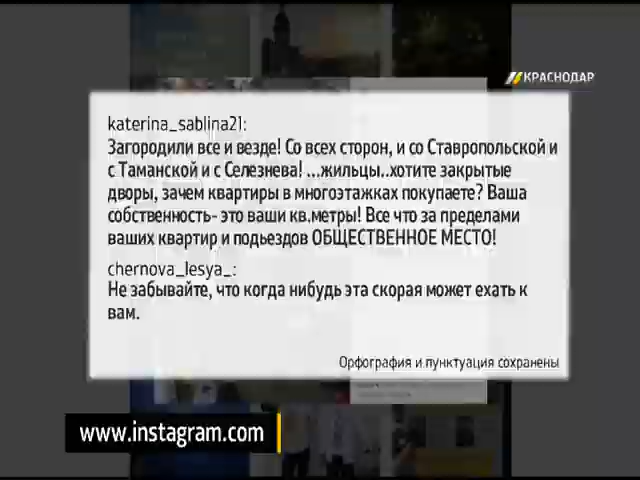 КРАСНОДАР
katerina_sablina21:
Загородили все и везде! Со всех сторон, и со Ставропольской и
с Таманской и с Селезнева! ...жильцы..хотите закрытые
дворы, зачем квартиры в многоэтажках покупаете? Ваша
собственность- это ваши кв.метры! Все что за пределами
ваших квартир и подьездов ОБЩЕСТВЕННОЕ МЕСТО!
chernova_lesya_:
Не забывайте, что когда нибудь эта скорая может ехать к
вам.
Орфография и пунктуация сохранены
www.instagram.com